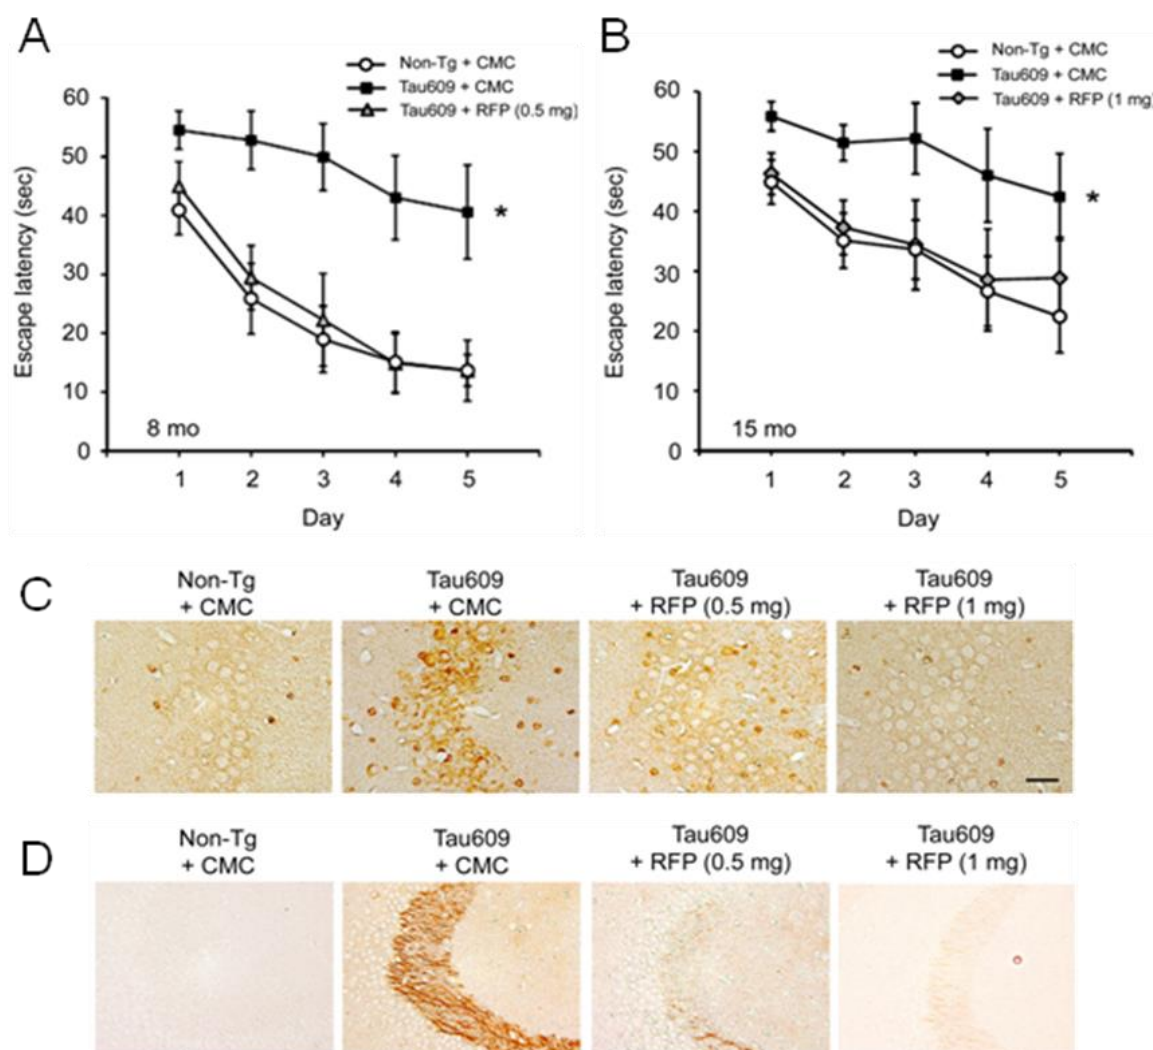 A
Non-Tg + CMC
Tau609 + CMC
Tau609 + RFP (0.5 mg)
60
50
40
30
20
10
0
Escape latency (sec)
*
8 mo
1 2 3 4 5
Day
B
Non-Tg + CMC
Tau609 + CMC
Tau609 + RFP (1 mg)
60
50
40
30
20
10
0
Escape latency (sec)
*
15 mo
1 2 3 4 5
Day
C
Non-Tg
+ CMC
Tau609
+ CMC
Tau609
+ RFP (0.5 mg)
Tau609
+ RFP (1 mg)
D
Non-Tg
+ CMC
Tau609
+ CMC
Tau609
+ RFP (0.5 mg)
Tau609
+ RFP (1 mg)